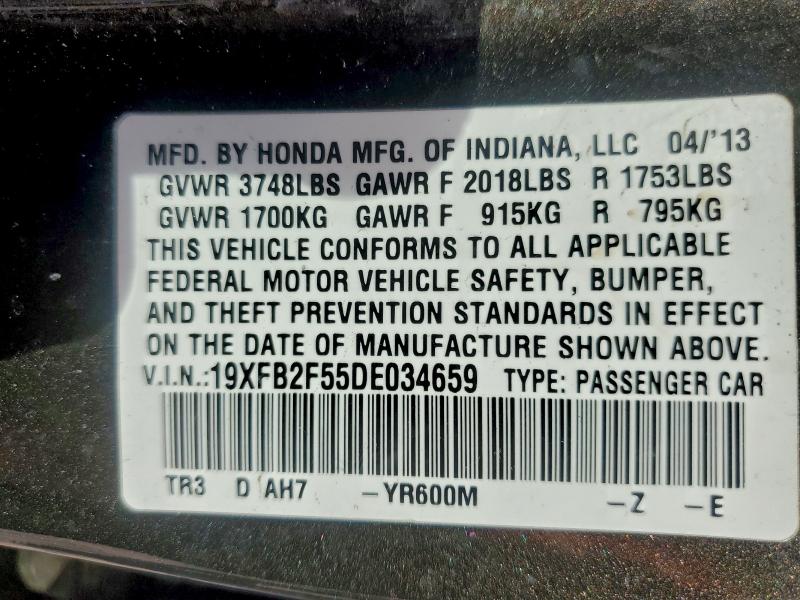 MFD. BY HONDA MFG. OF INDIANA, LLC 04/'13
GVWR 3748LBS GAWR F 2018LBS R 1753LBS
GVWR 1700KG GAWR F 915KG R 795KG
THIS VEHICLE CONFORMS TO ALL APPLICABLE
FEDERAL MOTOR VEHICLE SAFETY, BUMPER,
AND THEFT PREVENTION STANDARDS IN EFFECT
ON THE DATE OF MANUFACTURE SHOWN ABOVE.
V.I.N.:19XFB2F55DE034659 TYPE: PASSENGER CAR
TR3 D AH7 -YR600M -Z -E